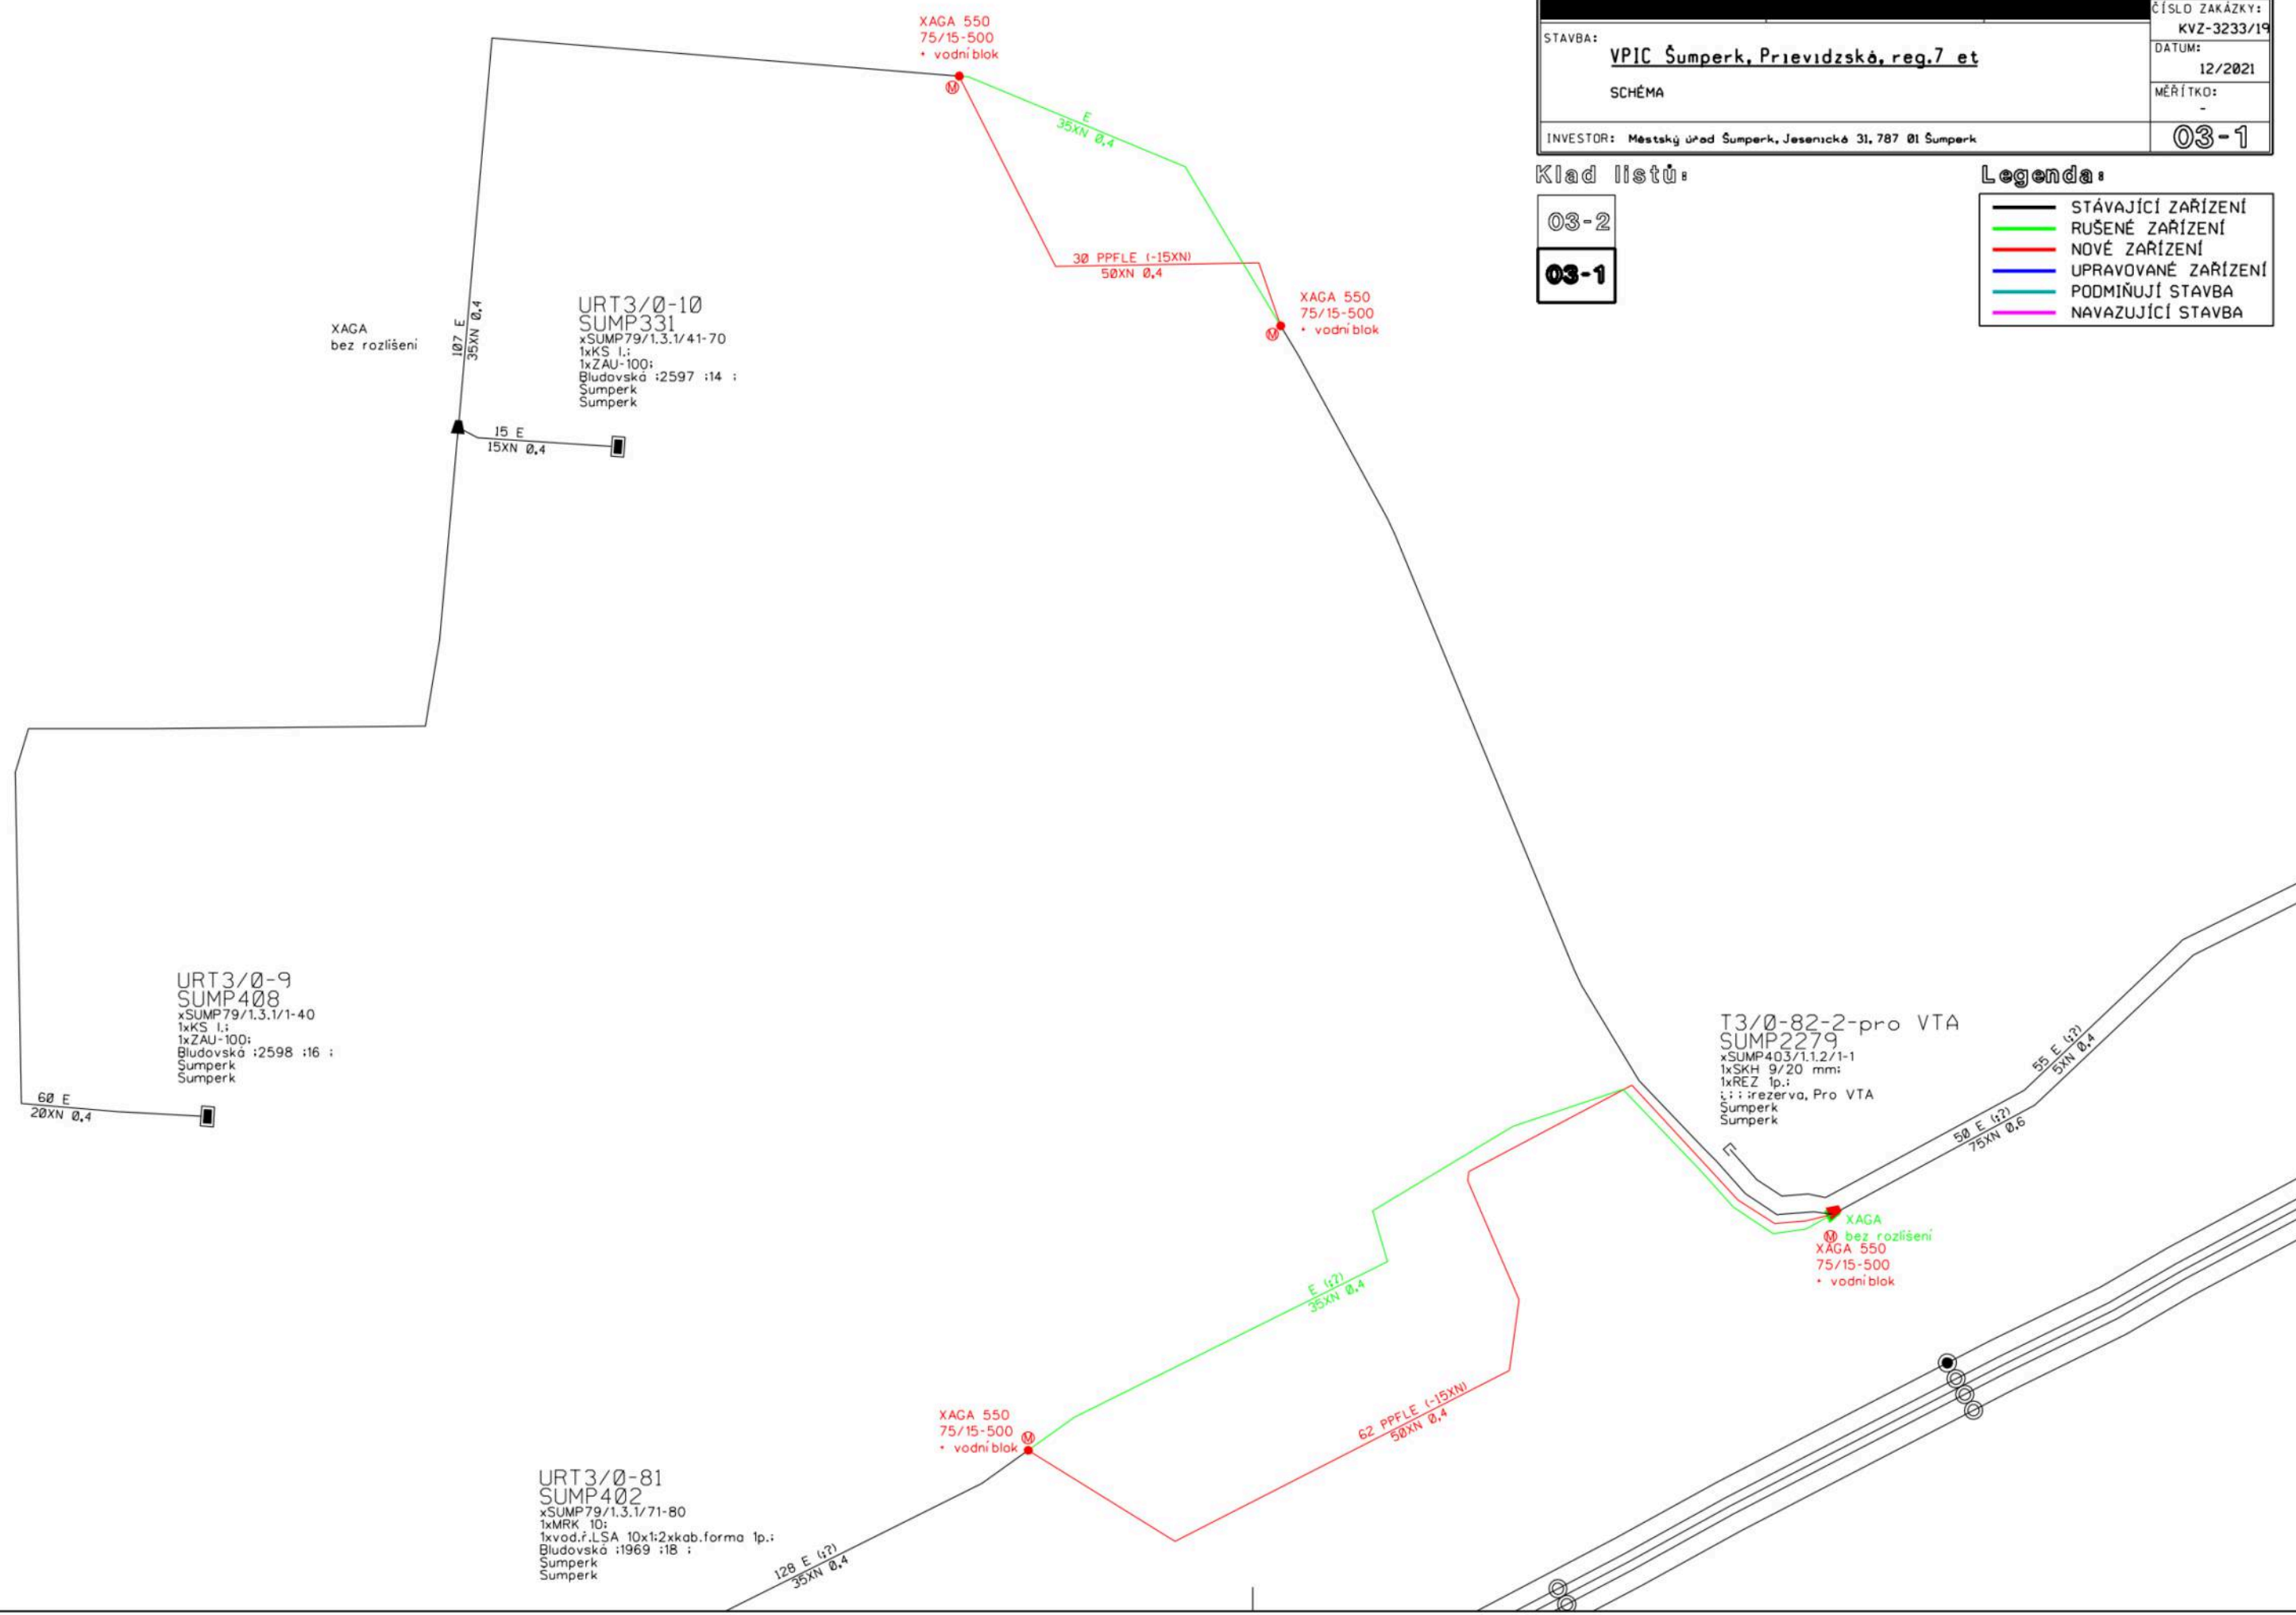 ČÍSLO ZAKÁZKY:
KVZ-3233/19
STAVBA:
VPIC Šumperk, Prievidzská, reg.7 et
DATUM:
12/2021
SCHÉMA
MĚŘÍTKO:
-
INVESTOR: Městský úřad Šumperk, Jesenická 31, 787 01 Šumperk
03-1
Klad listů:
03-2
03-1
Legenda:
STÁVAJÍCÍ ZAŘÍZENÍ
RUŠENÉ ZAŘÍZENÍ
NOVÉ ZAŘÍZENÍ
UPRAVOVANÉ ZAŘÍZENÍ
PODMIŇUJÍ STAVBA
NAVAZUJÍCÍ STAVBA
XAGA 550
75/15-500
• vodní blok
M
E
35XN 0,4
30 PPFLE (-15XN)
50XN 0,4
XAGA 550
75/15-500
• vodní blok
M
XAGA
bez rozlišení
107 E
35XN 0,4
URT3/0-10
SUMP331
xSUMP79/1.3.1/41-70
1xKS I.;
1xZAU-100;
Bludovská ;2597 ;14 ;
Šumperk
Šumperk
15 E
15XN 0,4
URT3/0-9
SUMP408
xSUMP79/1.3.1/1-40
1xKS I.;
1xZAU-100;
Bludovská ;2598 ;16 ;
Šumperk
Šumperk
60 E
20XN 0,4
T3/0-82-2-pro VTA
SUMP2279
xSUMP403/1.1.2/1-1
1xSKH 9/20 mm;
1xREZ 1p.;
; ; ; ;rezerva, Pro VTA
Šumperk
Šumperk
55 E (;?)
5XN 0,4
50 E (;?)
75XN 0,6
XAGA
bez rozlišení
M
XAGA 550
75/15-500
• vodní blok
E (;?)
35XN 0,4
62 PPFLE (-15XN)
50XN 0,4
XAGA 550
75/15-500
• vodní blok
M
URT3/0-81
SUMP402
xSUMP79/1.3.1/71-80
1xMRK 10;
1xvod.ř.LSA 10x1;2xkab.forma 1p.;
Bludovská ;1969 ;18 ;
Šumperk
Šumperk
128 E (;?)
35XN 0,4